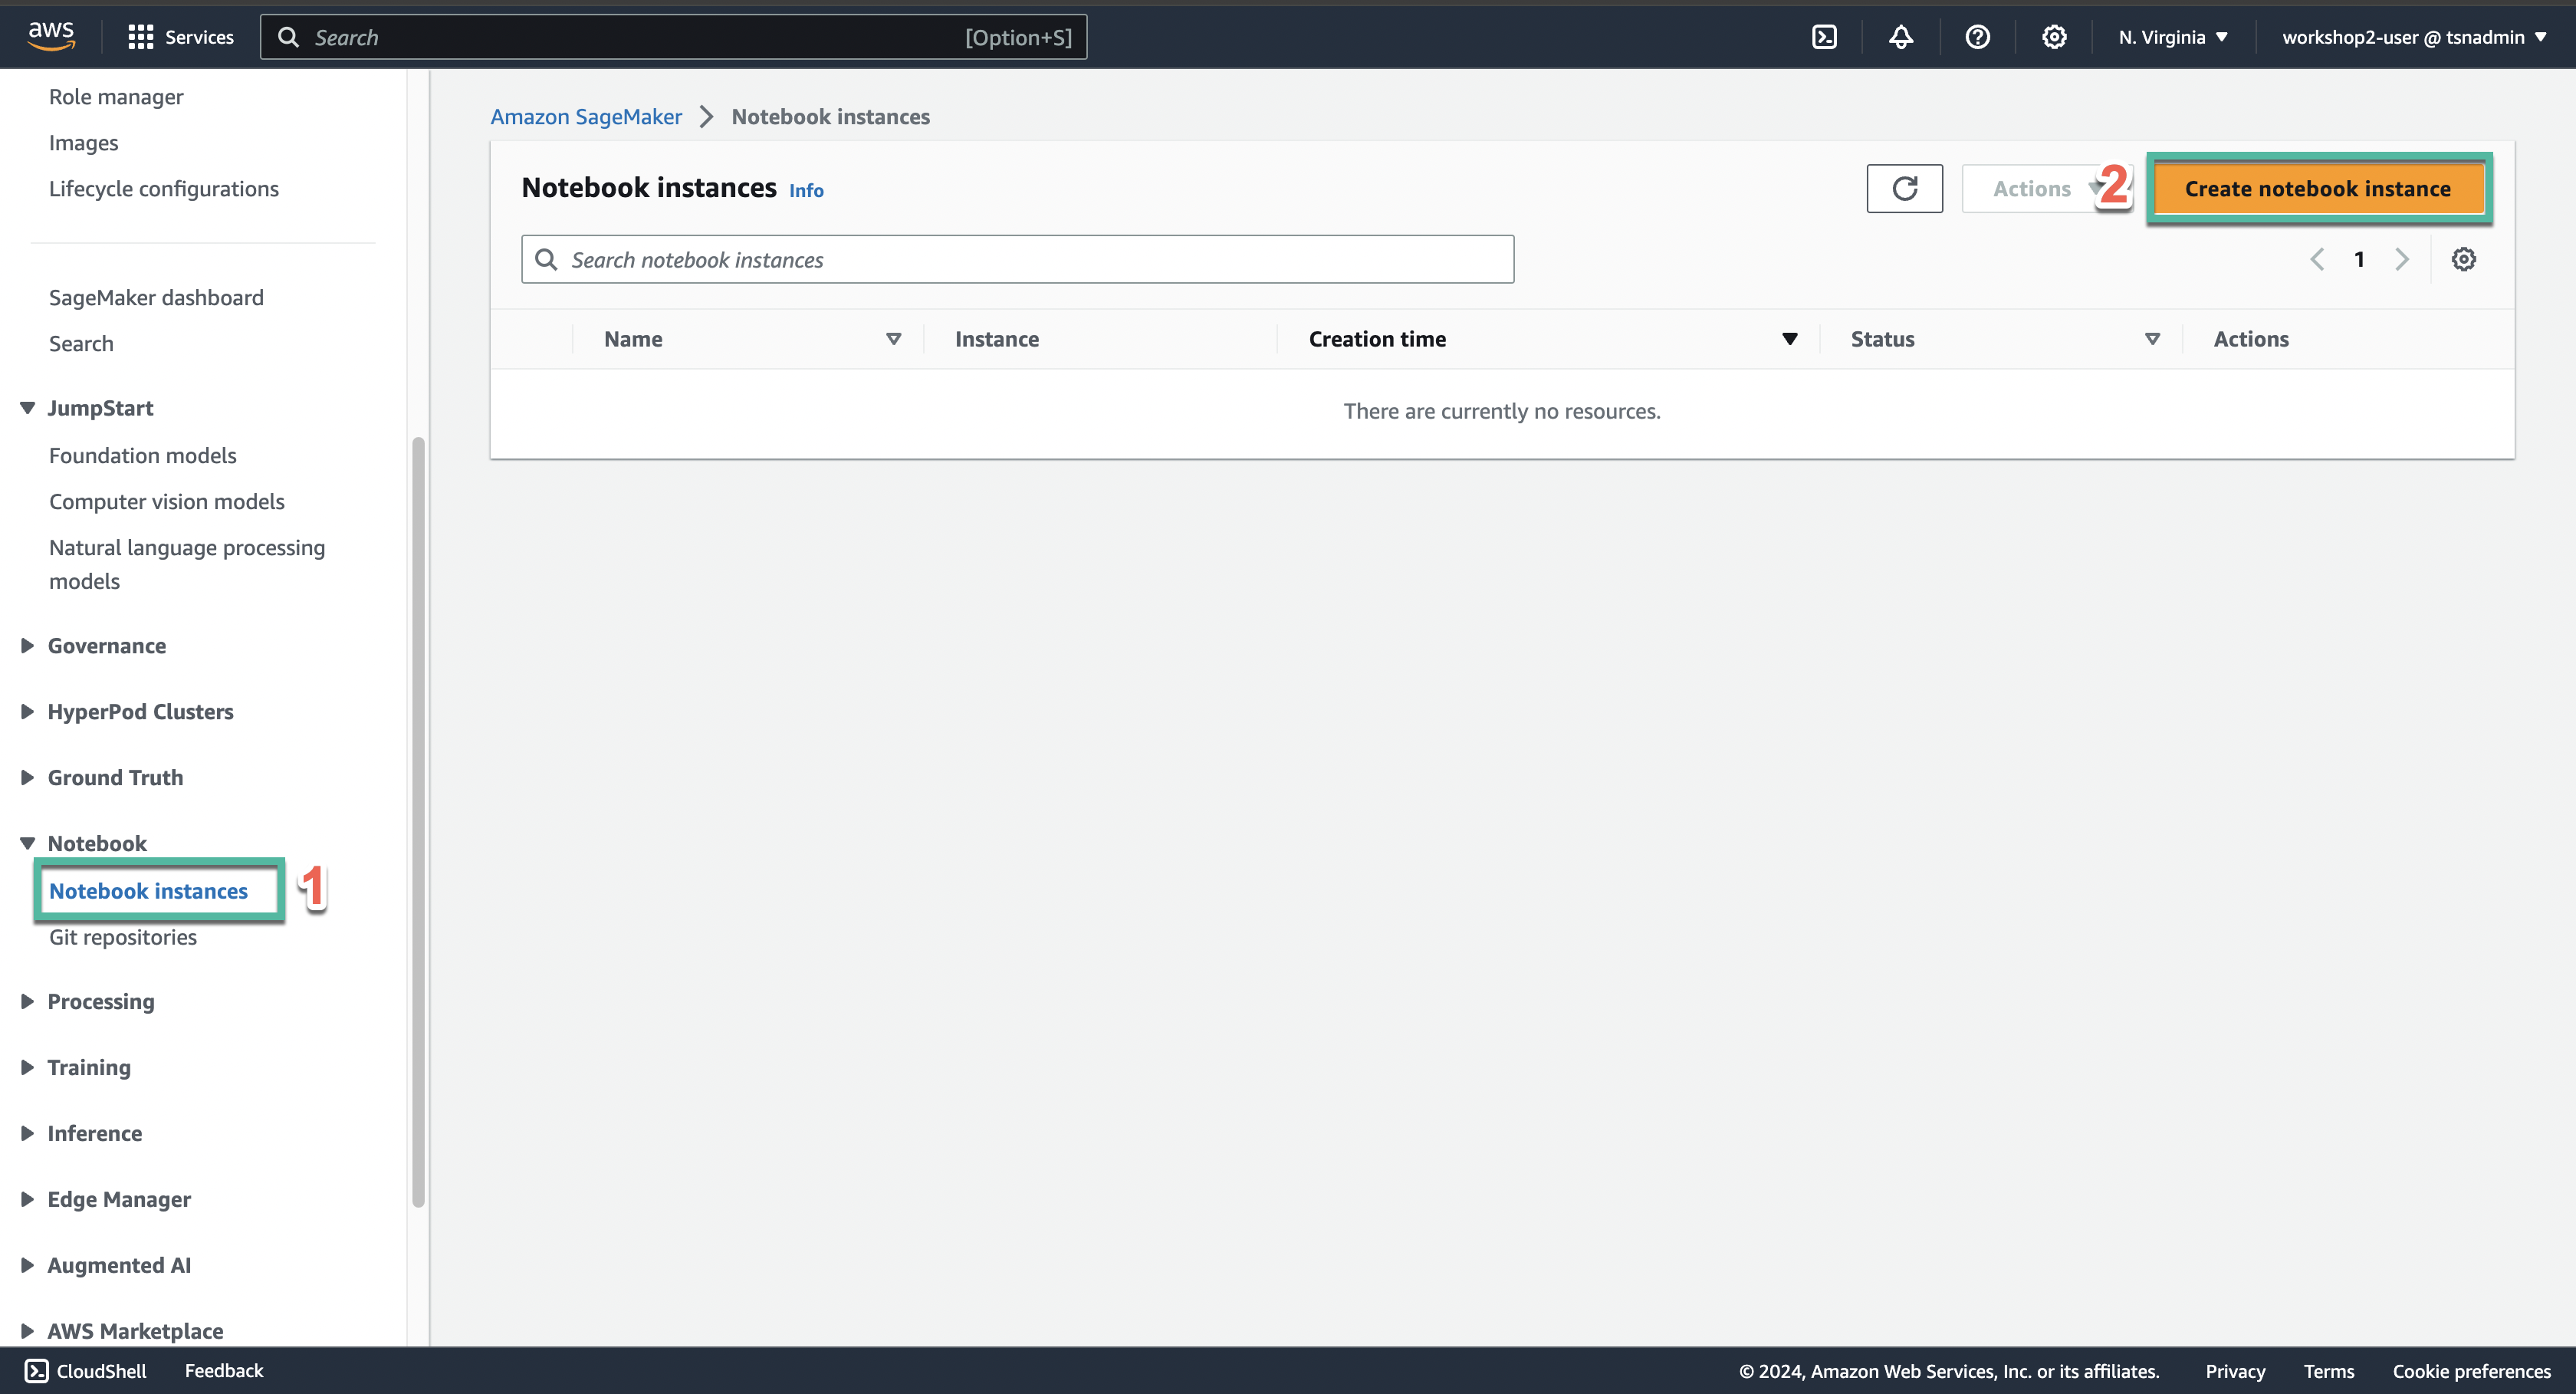 aws
Services
Search
[Option+S]
N. Virginia
workshop2-user @ tsnadmin
Role manager
Images
Lifecycle configurations
SageMaker dashboard
Search
JumpStart
Foundation models
Computer vision models
Natural language processing
models
Governance
HyperPod Clusters
Ground Truth
Notebook
Notebook instances
1
Git repositories
Processing
Training
Inference
Edge Manager
Augmented AI
AWS Marketplace
Amazon SageMaker
Notebook instances
Notebook instances Info
Actions
2
Create notebook instance
Search notebook instances
1
Name
Instance
Creation time
Status
Actions
There are currently no resources.
CloudShell
Feedback
© 2024, Amazon Web Services, Inc. or its affiliates.
Privacy
Terms
Cookie preferences